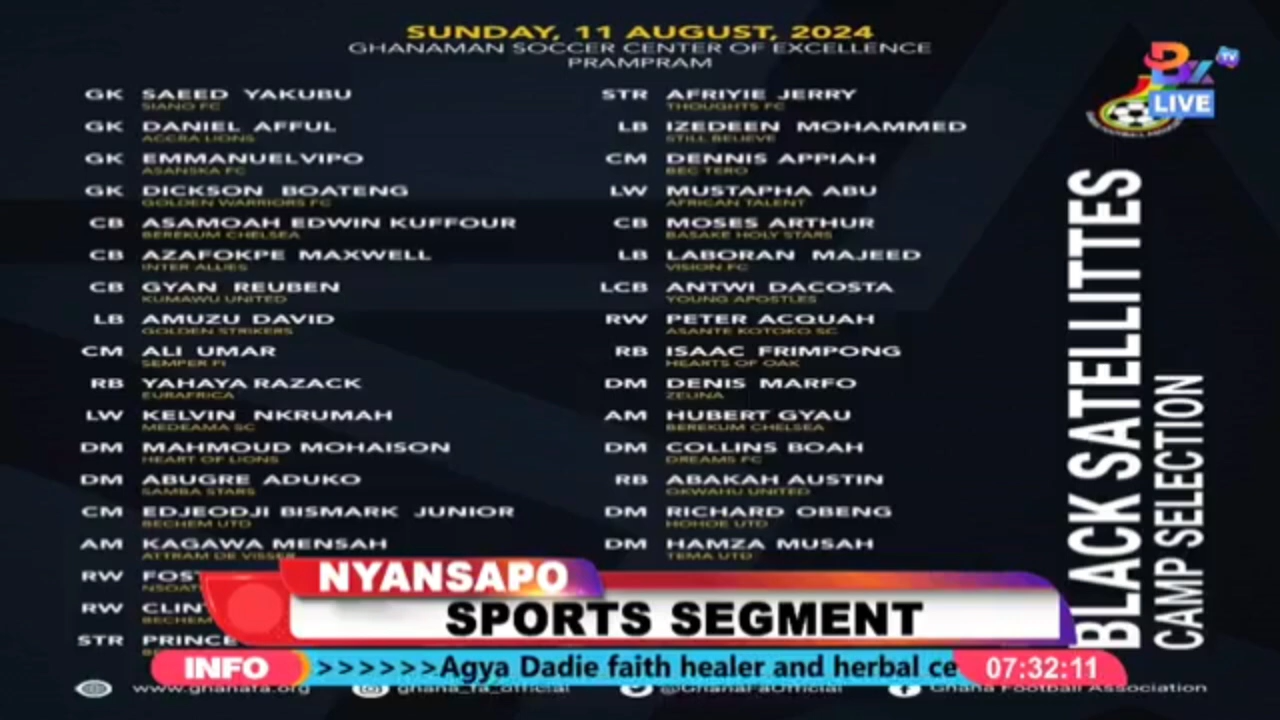 SUNDAY, 11 AUGUST, 2024
GHANAMAN SOCCER CENTER OF EXCELLENCE
PRAMPRAM
GK SAEED YAKUBU
SIANO FC
GK DANIEL AFFUL
ACCRA LIONS
GK EMMANUELVIPO
ASANSKA FC
GK DICKSON BOATENG
GOLDEN WARRIORS FC
CB ASAMOAH EDWIN KUFFOUR
BEREKUM CHELSEA
CB AZAFOKPE MAXWELL
INTER ALLIES
CB GYAN REUBEN
KUMAWU UNITED
LB AMUZU DAVID
GOLDEN STRIKERS
CM ALI UMAR
SEMPER FI
RB YAHAYA RAZACK
EURAFRICA
LW KELVIN NKRUMAH
MEDEAMA SC
DM MAHMOUD MOHAISON
HEART OF LIONS
DM ABUGRE ADUKO
SAMBA STARS
CM EDJEODJI BISMARK JUNIOR
BECHEM UTD
AM KAGAWA MENSAH
ATTRAM DE VISSER
RW FOS
NSOAT
RW CLIN
BECHEM
STR PRINCE
STR AFRIYIE JERRY
THOUGHTS FC
LB IZEDEEN MOHAMMED
STILL BELIEVE
CM DENNIS APPIAH
BEC TERO
LW MUSTAPHA ABU
AFRICAN TALENT
CB MOSES ARTHUR
BASAKE HOLY STARS
LB LABORAN MAJEED
VISION FC
LCB ANTWI DACOSTA
YOUNG APOSTLES
RW PETER ACQUAH
ASANTE KOTOKO SC
RB ISAAC FRIMPONG
HEARTS OF OAK
DM DENIS MARFO
ZELINA
AM HUBERT GYAU
BEREKUM CHELSEA
DM COLLINS BOAH
DREAMS FC
RB ABAKAH AUSTIN
OKWAHU UNITED
DM RICHARD OBENG
HOHOE UTD
DM HAMZA MUSAH
TEMA UTD
BLACK SATELLITTES
CAMP SELECTION
TV
LIVE
NYANSAPO
SPORTS SEGMENT
INFO >>>>>>Agya Dadie faith healer and herbal ce 07:32:11
www.ghanafa.org ghana_fa_official @GhanaFaOfficial Ghana Football Association